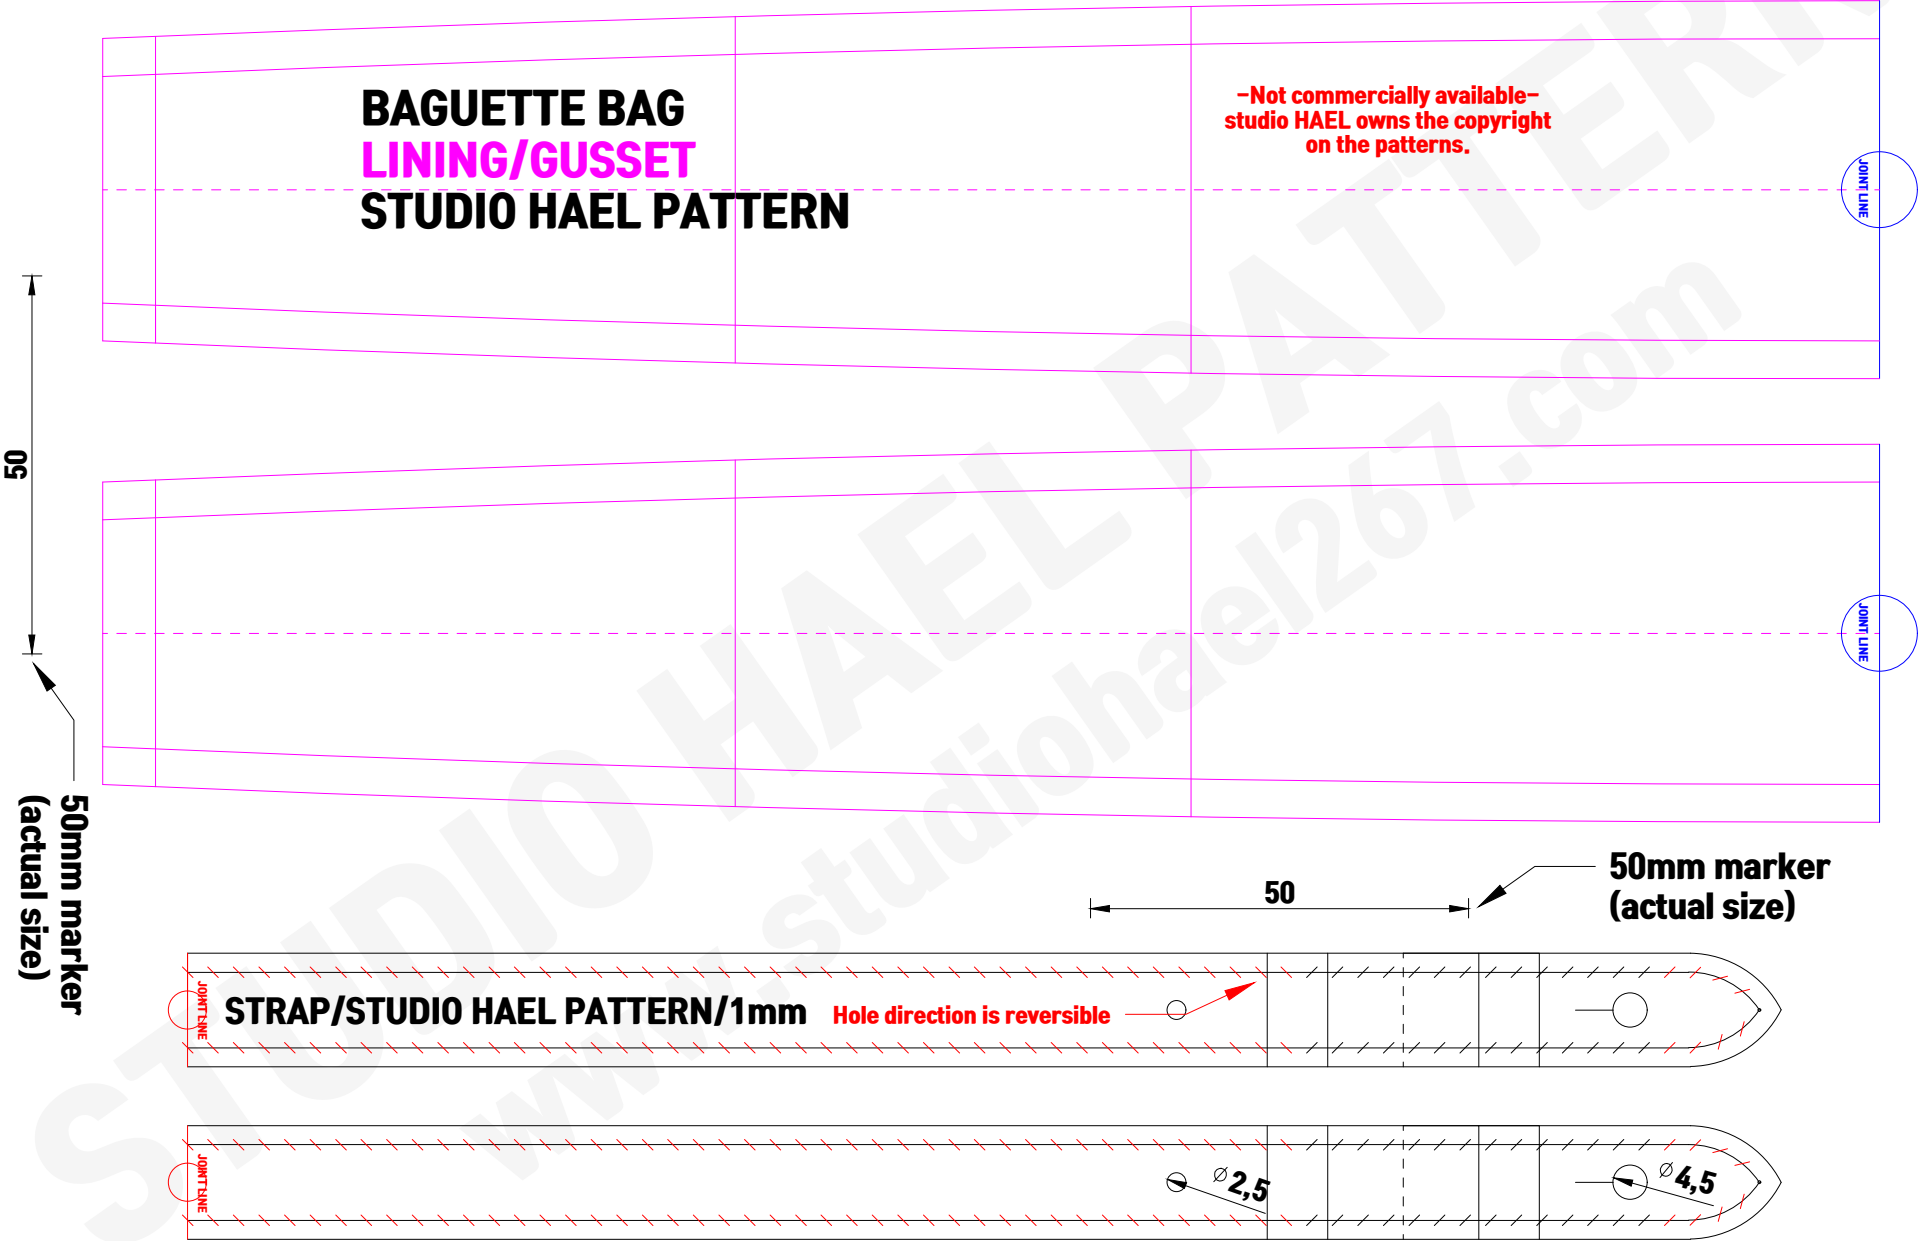 BAGUETTE BAG
LINING/GUSSET
STUDIO HAEL PATTERN
-Not commercially available-
studio HAEL owns the copyright
on the patterns.
JOINT LINE
50
50mm marker
(actual size)
JOINT LINE
50
50mm marker
(actual size)
JOINT LINE
STRAP/STUDIO HAEL PATTERN/1mm
Hole direction is reversible
JOINT LINE
⌀2,5
⌀4,5
STUDIO HAEL PATTERN
www.studiohael267.com